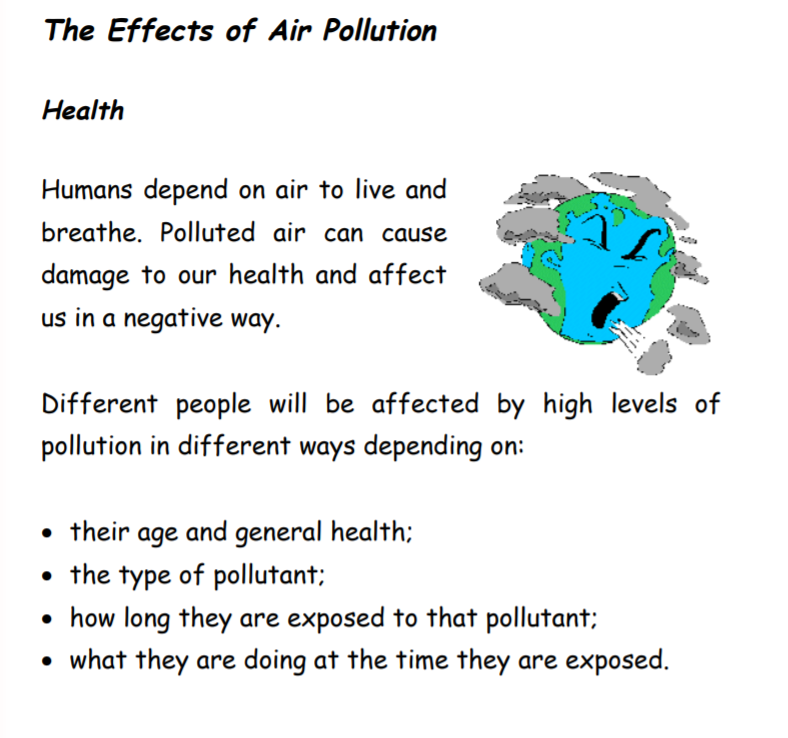 The Effects of Air Pollution
Health
Humans depend on air to live and
breathe. Polluted air can cause
damage to our health and affect
us in a negative way.
Different people will be affected by high levels of
pollution in different ways depending on:
• their age and general health;
• the type of pollutant;
• how long they are exposed to that pollutant;
• what they are doing at the time they are exposed.